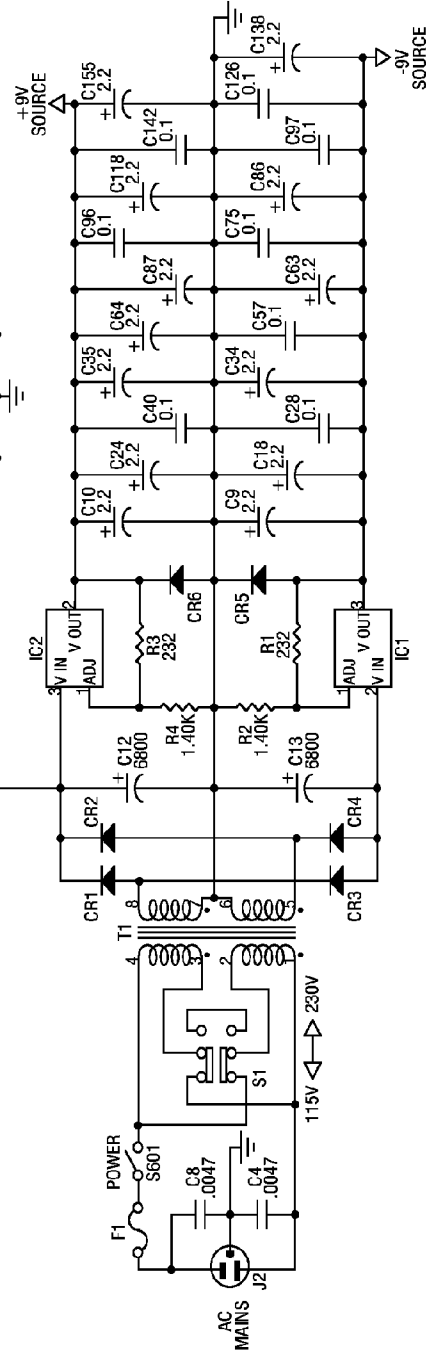 AC
MAINS
J2
F1
POWER
S601
C8
.0047
C4
.0047
115V
230V
S1
T1
4
3
2
1
8
7
6
5
CR1
CR2
CR3
CR4
C12
6800
C13
6800
R4
1.40K
R2
1.40K
R3
232
R1
232
IC2
3
V IN
V OUT
2
1
ADJ
IC1
1
ADJ
2
V IN
V OUT
3
CR6
CR5
C10
2.2
C24
2.2
C40
0.1
C35
2.2
C64
2.2
C87
2.2
C96
0.1
C118
2.2
C142
0.1
C155
2.2
C9
2.2
C18
2.2
C28
0.1
C34
2.2
C57
0.1
C63
2.2
C75
0.1
C86
2.2
C97
0.1
C126
0.1
C138
2.2
+9V
SOURCE
-9V
SOURCE